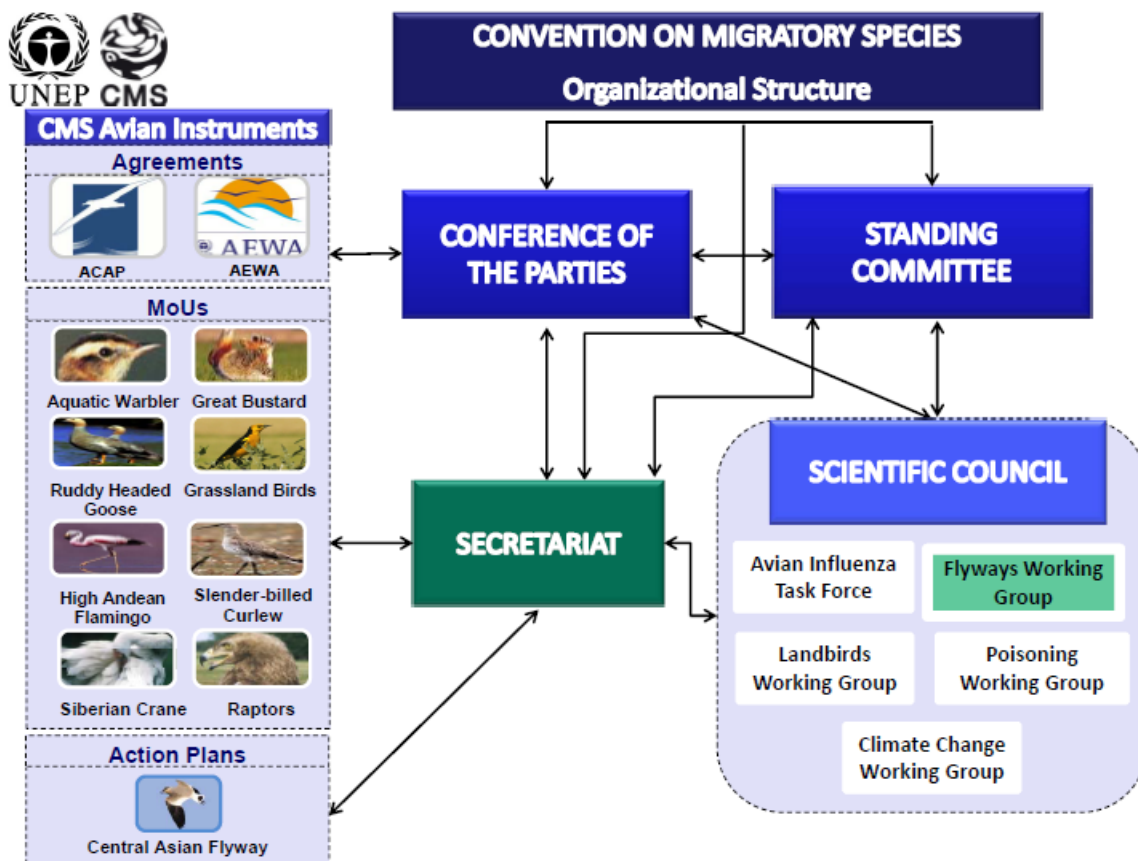 UNEP CMS
CONVENTION ON MIGRATORY SPECIES
Organizational Structure
CMS Avian Instruments
Agreements
AEWA
ACAP
AEWA
MoUs
Aquatic Warbler
Great Bustard
Ruddy Headed
Goose
Grassland Birds
High Andean
Flamingo
Slender-billed
Curlew
Siberian Crane
Raptors
Action Plans
Central Asian Flyway
CONFERENCE OF
THE PARTIES
STANDING
COMMITTEE
SECRETARIAT
SCIENTIFIC COUNCIL
Avian Influenza
Task Force
Flyways Working
Group
Landbirds
Working Group
Poisoning
Working Group
Climate Change
Working Group